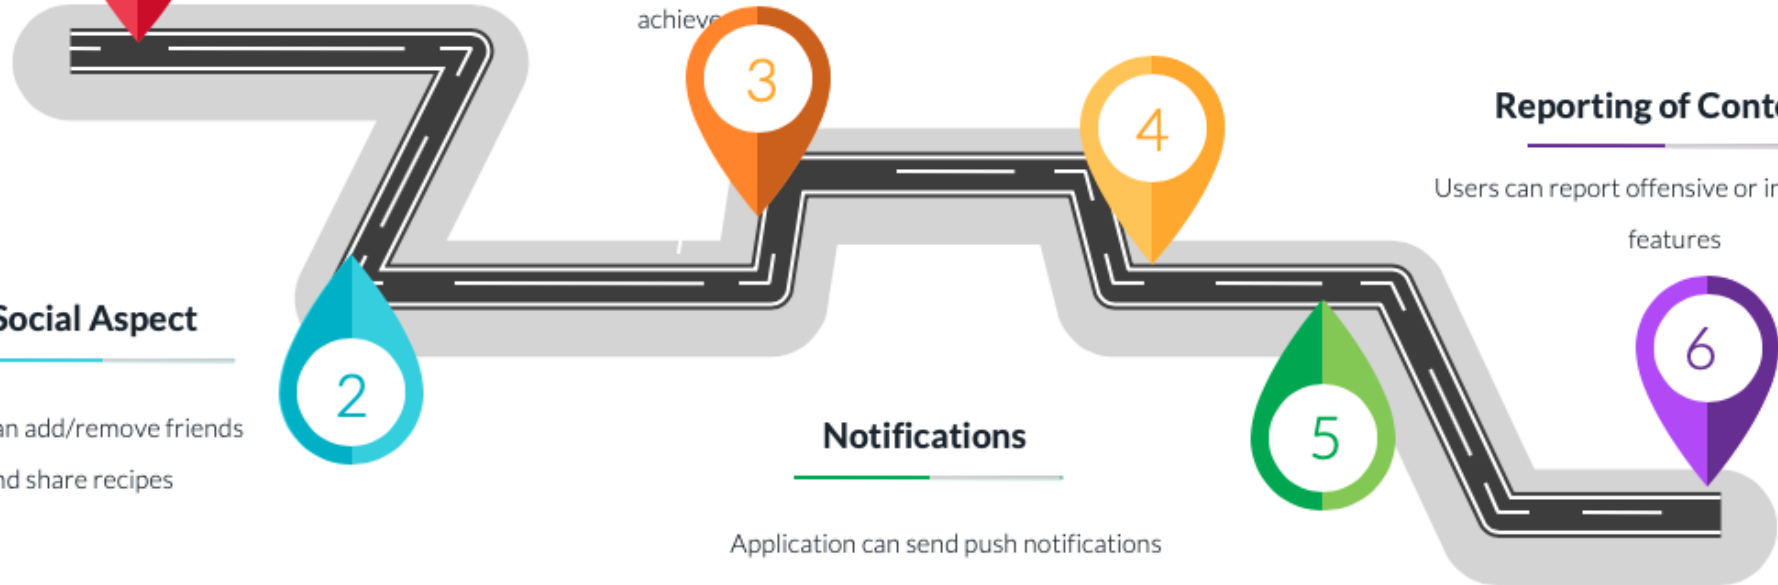 achieve
3
4
Reporting of Cont
Users can report offensive or i
features
Social Aspect
an add/remove friends
nd share recipes
2
Notifications
Application can send push notifications
5
6